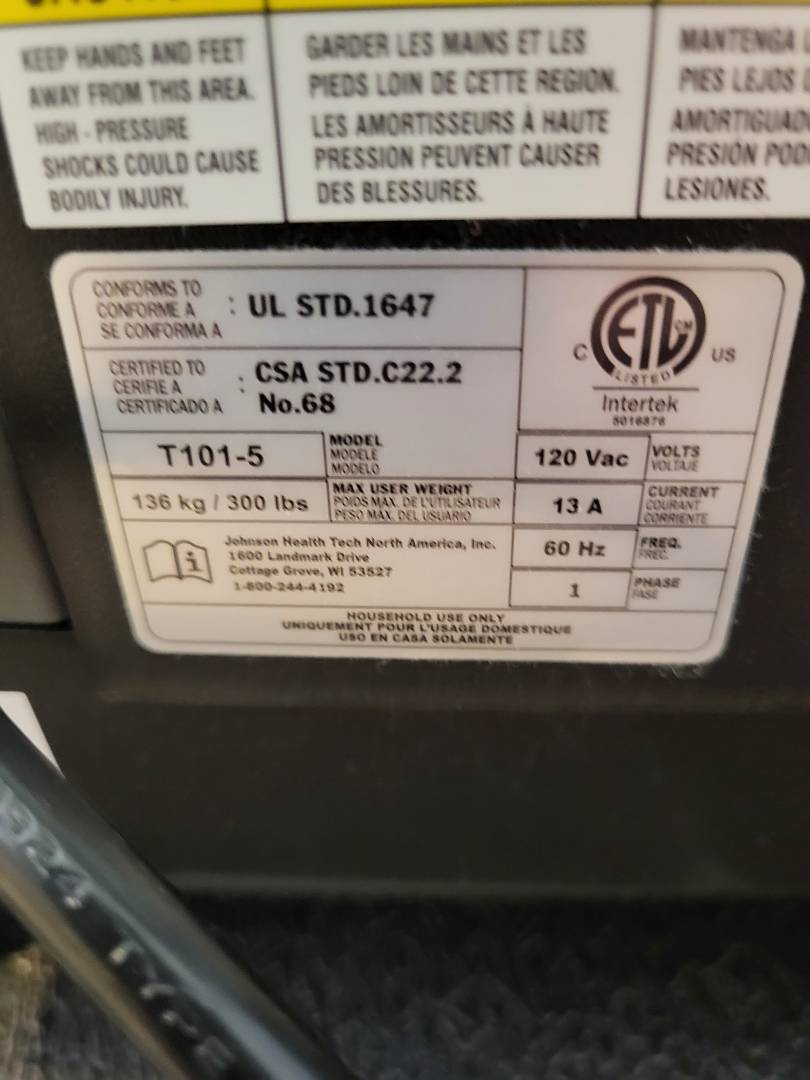 KEEP HANDS AND FEET
AWAY FROM THIS AREA.
HIGH - PRESSURE
SHOCKS COULD CAUSE
BODILY INJURY.
GARDER LES MAINS ET LES
PIEDS LOIN DE CETTE REGION.
LES AMORTISSEURS À HAUTE
PRESSION PEUVENT CAUSER
DES BLESSURES.
MANTENGA
PIES LEJOS
PRESIÓN
LESIONES.
CONFORMS TO
CONFORME A
SE CONFORMA A
: UL STD.1647
CERTIFIED TO
CERIFIE A
CERTIFICADO A
: CSA STD.C22.2
No.68
ETL CM
LISTED
C US
Intertek
5016876
T101-5
MODEL
MODELE
MODELO
136 kg / 300 lbs
MAX USER WEIGHT
POIDS MAX. DE L'UTILISATEUR
PESO MAX. DEL USUARIO
120 Vac
VOLTS
VOLTAJE
13 A
CURRENT
COURANT
CORRIENTE
60 Hz
FREQ.
FREC.
1
PHASE
FASE
i
Johnson Health Tech North America, Inc.
1600 Landmark Drive
Cottage Grove, WI 53527
1-800-244-4192
HOUSEHOLD USE ONLY
UNIQUEMENT POUR L'USAGE DOMESTIQUE
USO EN CASA SOLAMENTE
TYPE